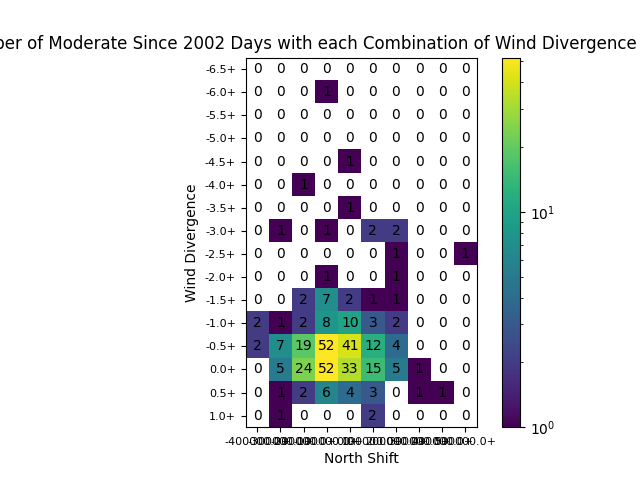 ber of Moderate Since 2002 Days with each Combination of Wind Divergence
-6.5+ 0 0 0 0 0 0 0 0 0 0
-6.0+ 0 0 0 1 0 0 0 0 0 0
-5.5+ 0 0 0 0 0 0 0 0 0 0
-5.0+ 0 0 0 0 0 0 0 0 0 0
-4.5+ 0 0 0 0 1 0 0 0 0 0
-4.0+ 0 0 1 0 0 0 0 0 0 0
-3.5+ 0 0 0 0 1 0 0 0 0 0
-3.0+ 0 1 0 1 0 2 2 0 0 0
-2.5+ 0 0 0 0 0 0 1 0 0 1
-2.0+ 0 0 0 1 0 0 1 0 0 0
-1.5+ 0 0 2 7 2 1 1 0 0 0
-1.0+ 2 1 2 8 10 3 2 0 0 0
-0.5+ 2 7 19 52 41 12 4 0 0 0
0.0+ 0 5 24 52 33 15 5 1 0 0
0.5+ 0 1 2 6 4 3 0 1 1 0
1.0+ 0 1 0 0 0 2 0 0 0 0
Wind Divergence
North Shift
10¹
10⁰